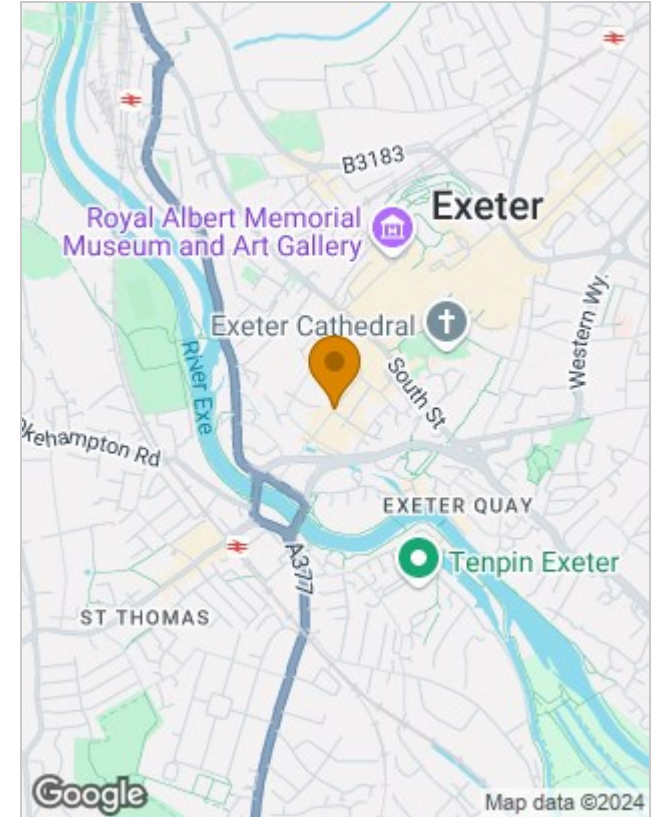 B3183
Exeter
Royal Albert Memorial
Museum and Art Gallery
Exeter Cathedral
Western Wy.
South St
River Exe
kehampton Rd
EXETER QUAY
A377
Tenpin Exeter
ST THOMAS
Google
Map data ©2024